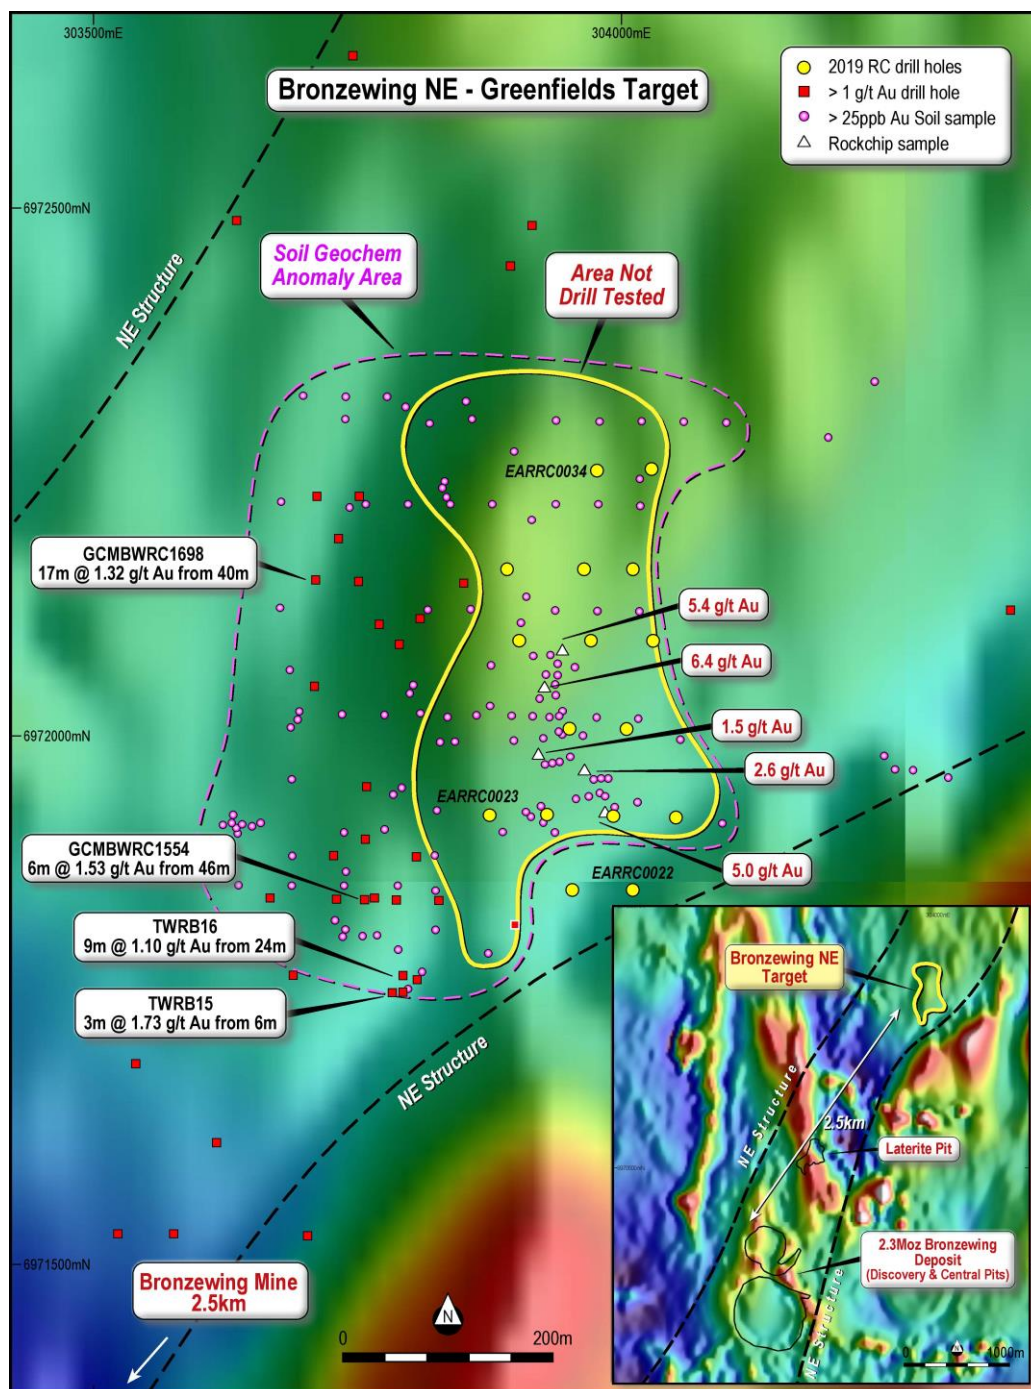 303500mE
304000mE
Bronzewing NE - Greenfields Target
2019 RC drill holes
> 1 g/t Au drill hole
> 25ppb Au Soil sample
Rockchip sample
6972500mN
NE Structure
Soil Geochem
Anomaly Area
Area Not
Drill Tested
EARRC0034
GCMBWRC1698
17m @ 1.32 g/t Au from 40m
5.4 g/t Au
6.4 g/t Au
6972000mN
1.5 g/t Au
2.6 g/t Au
EARRC0023
GCMBWRC1554
6m @ 1.53 g/t Au from 46m
5.0 g/t Au
EARRC0022
TWRB16
9m @ 1.10 g/t Au from 24m
TWRB15
3m @ 1.73 g/t Au from 6m
NE Structure
6971500mN
Bronzewing Mine
2.5km
N
0
200m
Bronzewing NE
Target
NE Structure
2.5km
Laterite Pit
2.3Moz Bronzewing
Deposit
(Discovery & Central Pits)
NE Structure
0
1000m